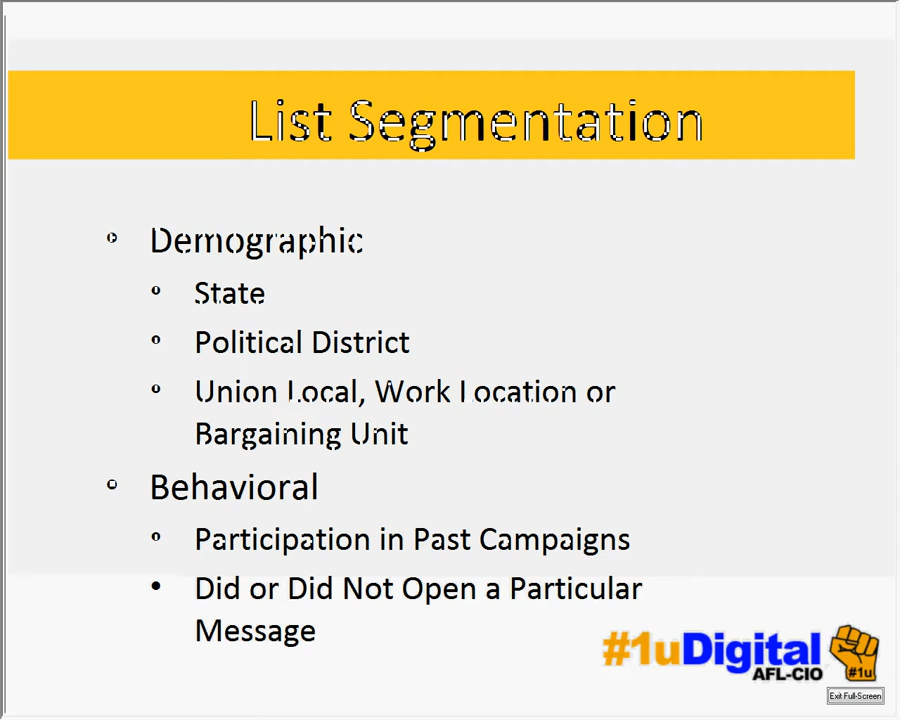 List Segmentation
• Demographic
• State
• Political District
• Union Local, Work Location or
Bargaining Unit
• Behavioral
• Participation in Past Campaigns
• Did or Did Not Open a Particular
Message
#1uDigital
AFL-CIO
#1u
Exit Full-Screen